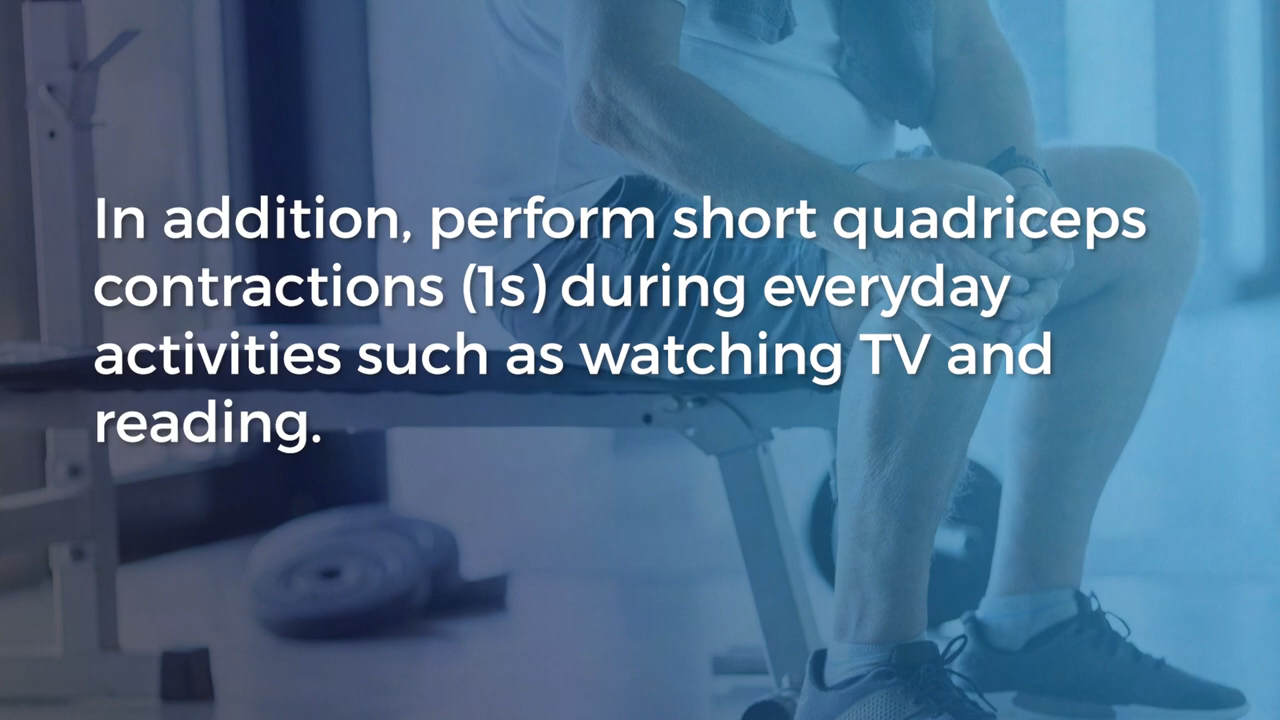 In addition, perform short quadriceps
contractions (1s) during everyday
activities such as watching TV and
reading.